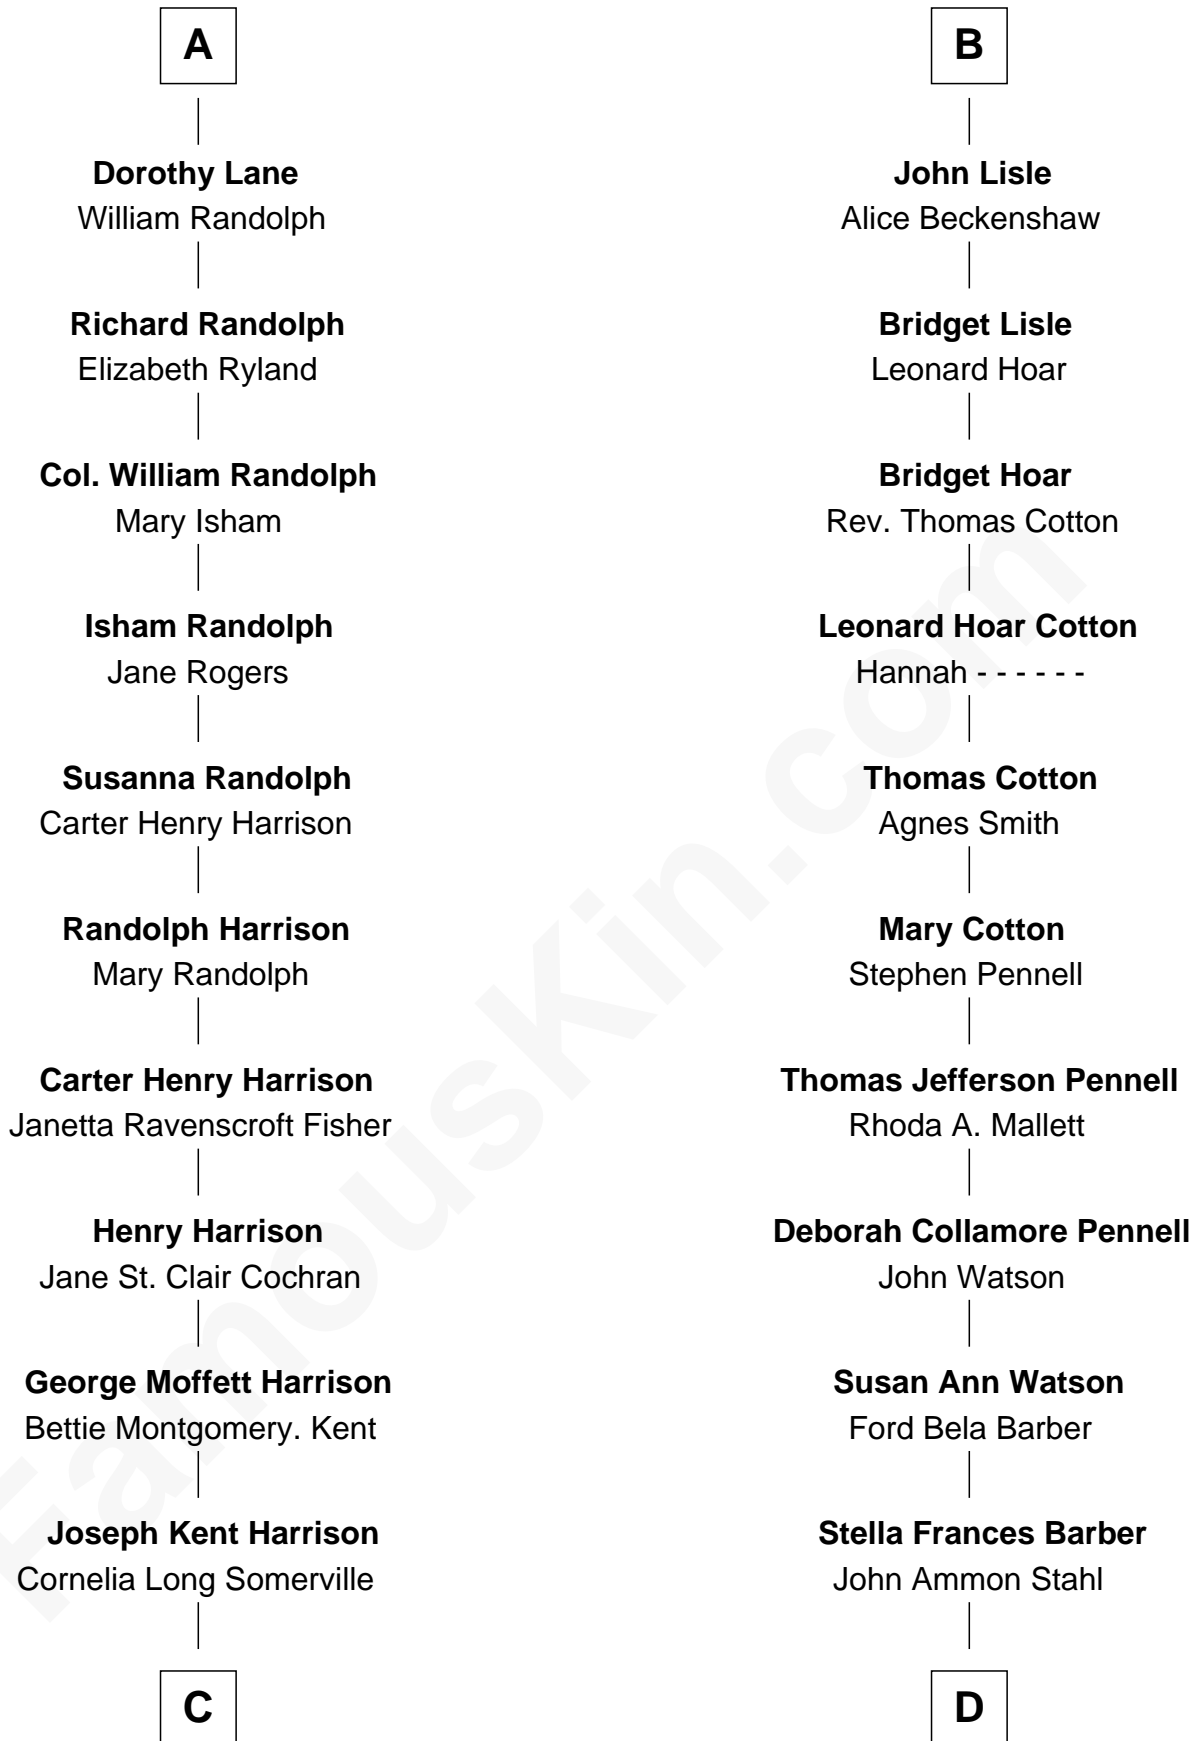 A
Dorothy Lane
William Randolph
Richard Randolph
Elizabeth Ryland
Col. William Randolph
Mary Isham
Isham Randolph
Jane Rogers
Susanna Randolph
Carter Henry Harrison
Randolph Harrison
Mary Randolph
Carter Henry Harrison
Janetta Ravenscroft Fisher
Henry Harrison
Jane St. Clair Cochran
George Moffett Harrison
Bettie Montgomery. Kent
Joseph Kent Harrison
Cornelia Long Somerville
C
B
John Lisle
Alice Beckenshaw
Bridget Lisle
Leonard Hoar
Bridget Hoar
Rev. Thomas Cotton
Leonard Hoar Cotton
Hannah - - - - - -
Thomas Cotton
Agnes Smith
Mary Cotton
Stephen Pennell
Thomas Jefferson Pennell
Rhoda A. Mallett
Deborah Collamore Pennell
John Watson
Susan Ann Watson
Ford Bela Barber
Stella Frances Barber
John Ammon Stahl
D
FamousKin.com